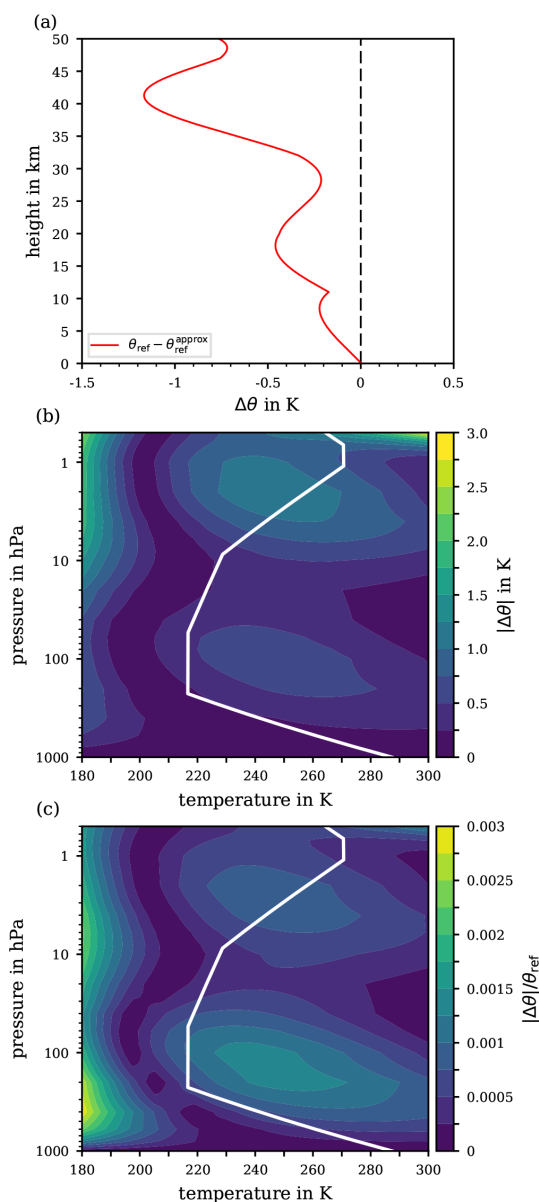 (a)
50
45
40
35
30
25
20
15
10
5
0
height in km
θref − θref approx
-1.5 -1 -0.5 0 0.5
Δθ in K
(b)
1
10
100
1000
pressure in hPa
180 200 220 240 260 280 300
temperature in K
3.0
2.5
2.0
1.5
1.0
0.5
0
|Δθ| in K
(c)
1
10
100
1000
pressure in hPa
180 200 220 240 260 280 300
temperature in K
0.003
0.0025
0.002
0.0015
0.001
0.0005
0
|Δθ|/θref